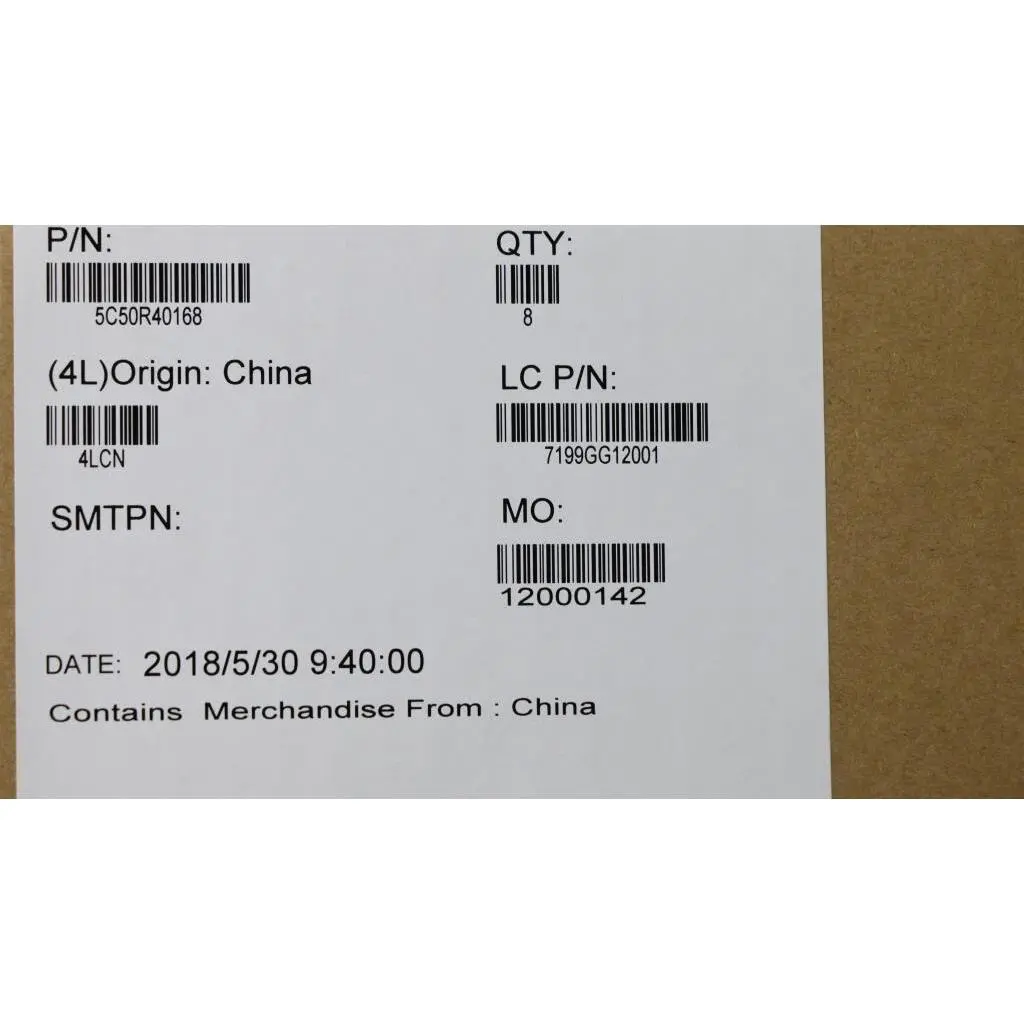 P/N:
5C50R40168
QTY:
8
(4L)Origin: China
4LCN
LC P/N:
7199GG12001
SMTPN:
MO:
12000142
DATE: 2018/5/30 9:40:00
Contains Merchandise From : China